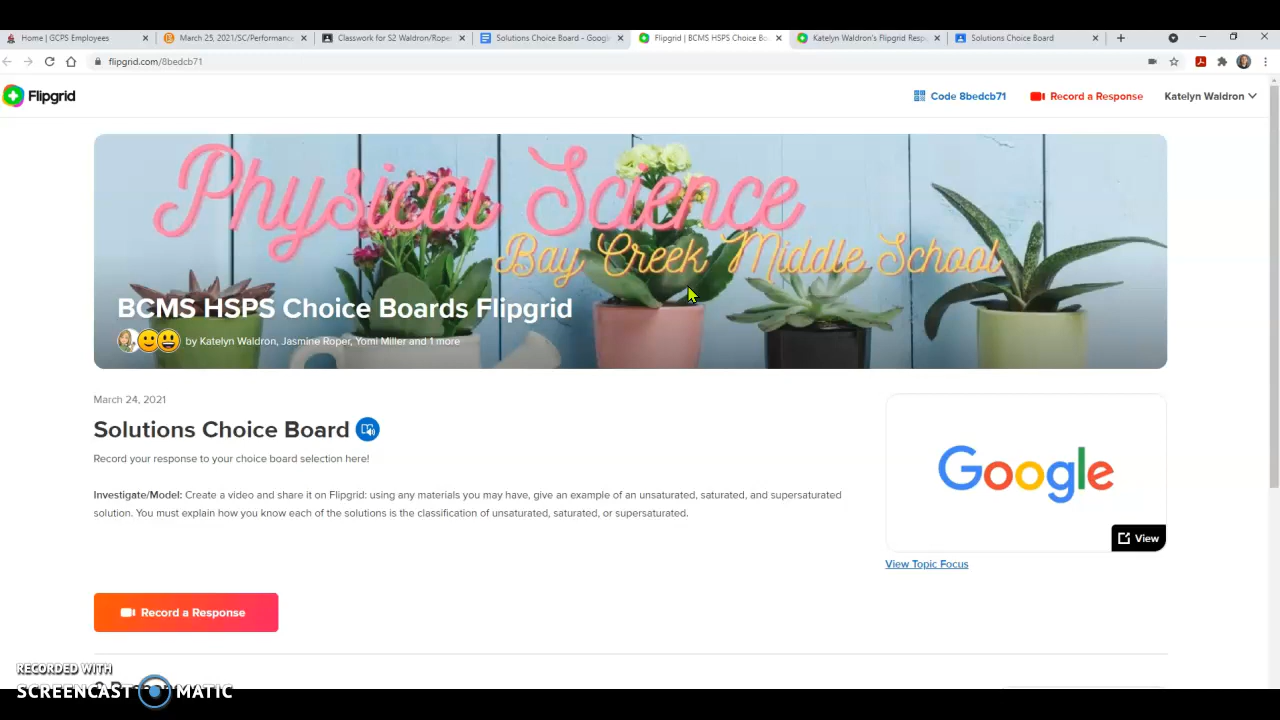 Home | GCPS Employees
March 25, 2021/SC/Performance
Classwork for S2 Waldron/Roper
Solutions Choice Board - Google
Flipgrid | BCMS HSPS Choice Bo
Katelyn Waldron's Flipgrid Resp
Solutions Choice Board
flipgrid.com/8bedcb71
Flipgrid
Code 8bedcb71
Record a Response
Katelyn Waldron
Physical Science
Bay Creek Middle School
BCMS HSPS Choice Boards Flipgrid
by Katelyn Waldron, Jasmine Roper, Yomi Miller and 1 more
March 24, 2021
Solutions Choice Board
Record your response to your choice board selection here!
Investigate/Model: Create a video and share it on Flipgrid: using any materials you may have, give an example of an unsaturated, saturated, and supersaturated
solution. You must explain how you know each of the solutions is the classification of unsaturated, saturated, or supersaturated.
Google
View
View Topic Focus
Record a Response
RECORDED WITH
SCREENCAST MATIC